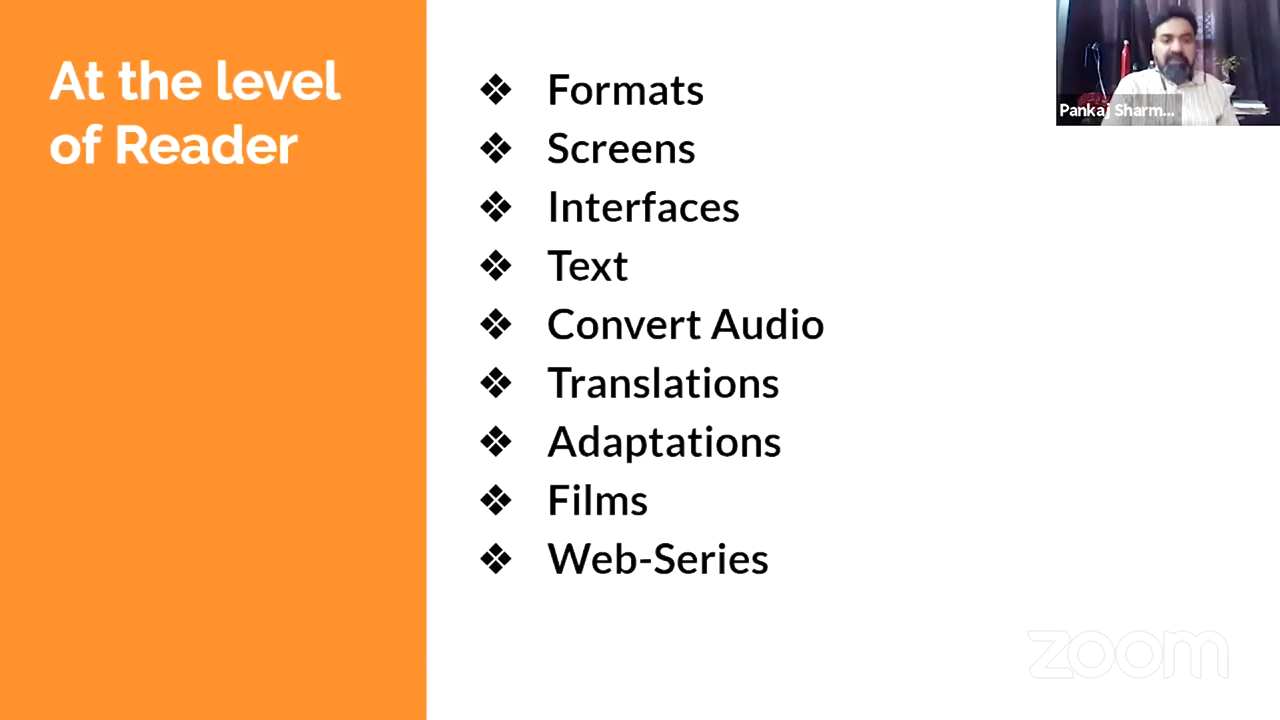 At the level
of Reader
❖ Formats
❖ Screens
❖ Interfaces
❖ Text
❖ Convert Audio
❖ Translations
❖ Adaptations
❖ Films
❖ Web-Series
Pankaj Sharm...
zoom